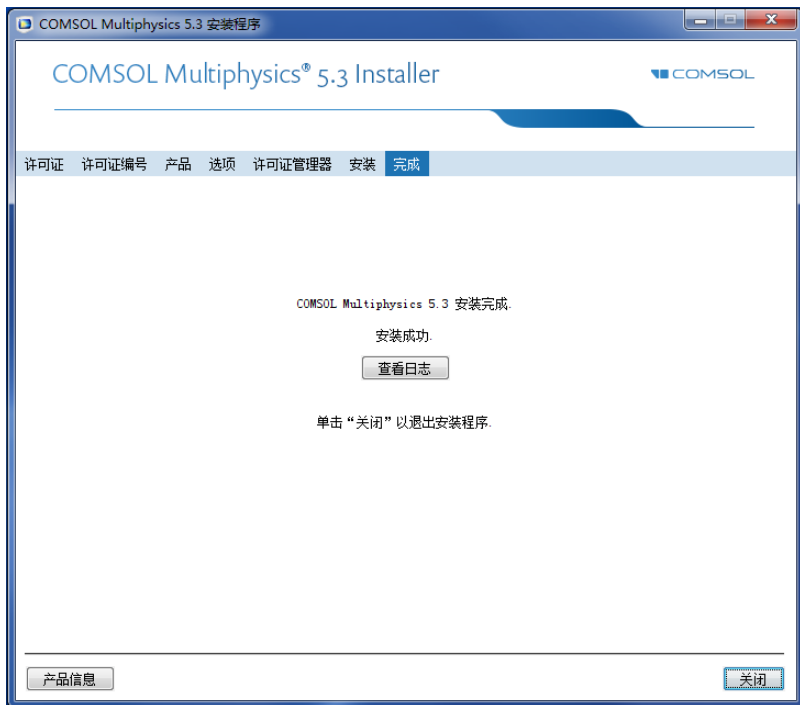 COMSOL Multiphysics 5.3 安装程序
COMSOL Multiphysics® 5.3 Installer
COMSOL
许可证 许可证编号 产品 选项 许可证管理器 安装 完成
COMSOL Multiphysics 5.3 安装完成.
安装成功.
查看日志
单击“关闭”以退出安装程序.
产品信息 关闭